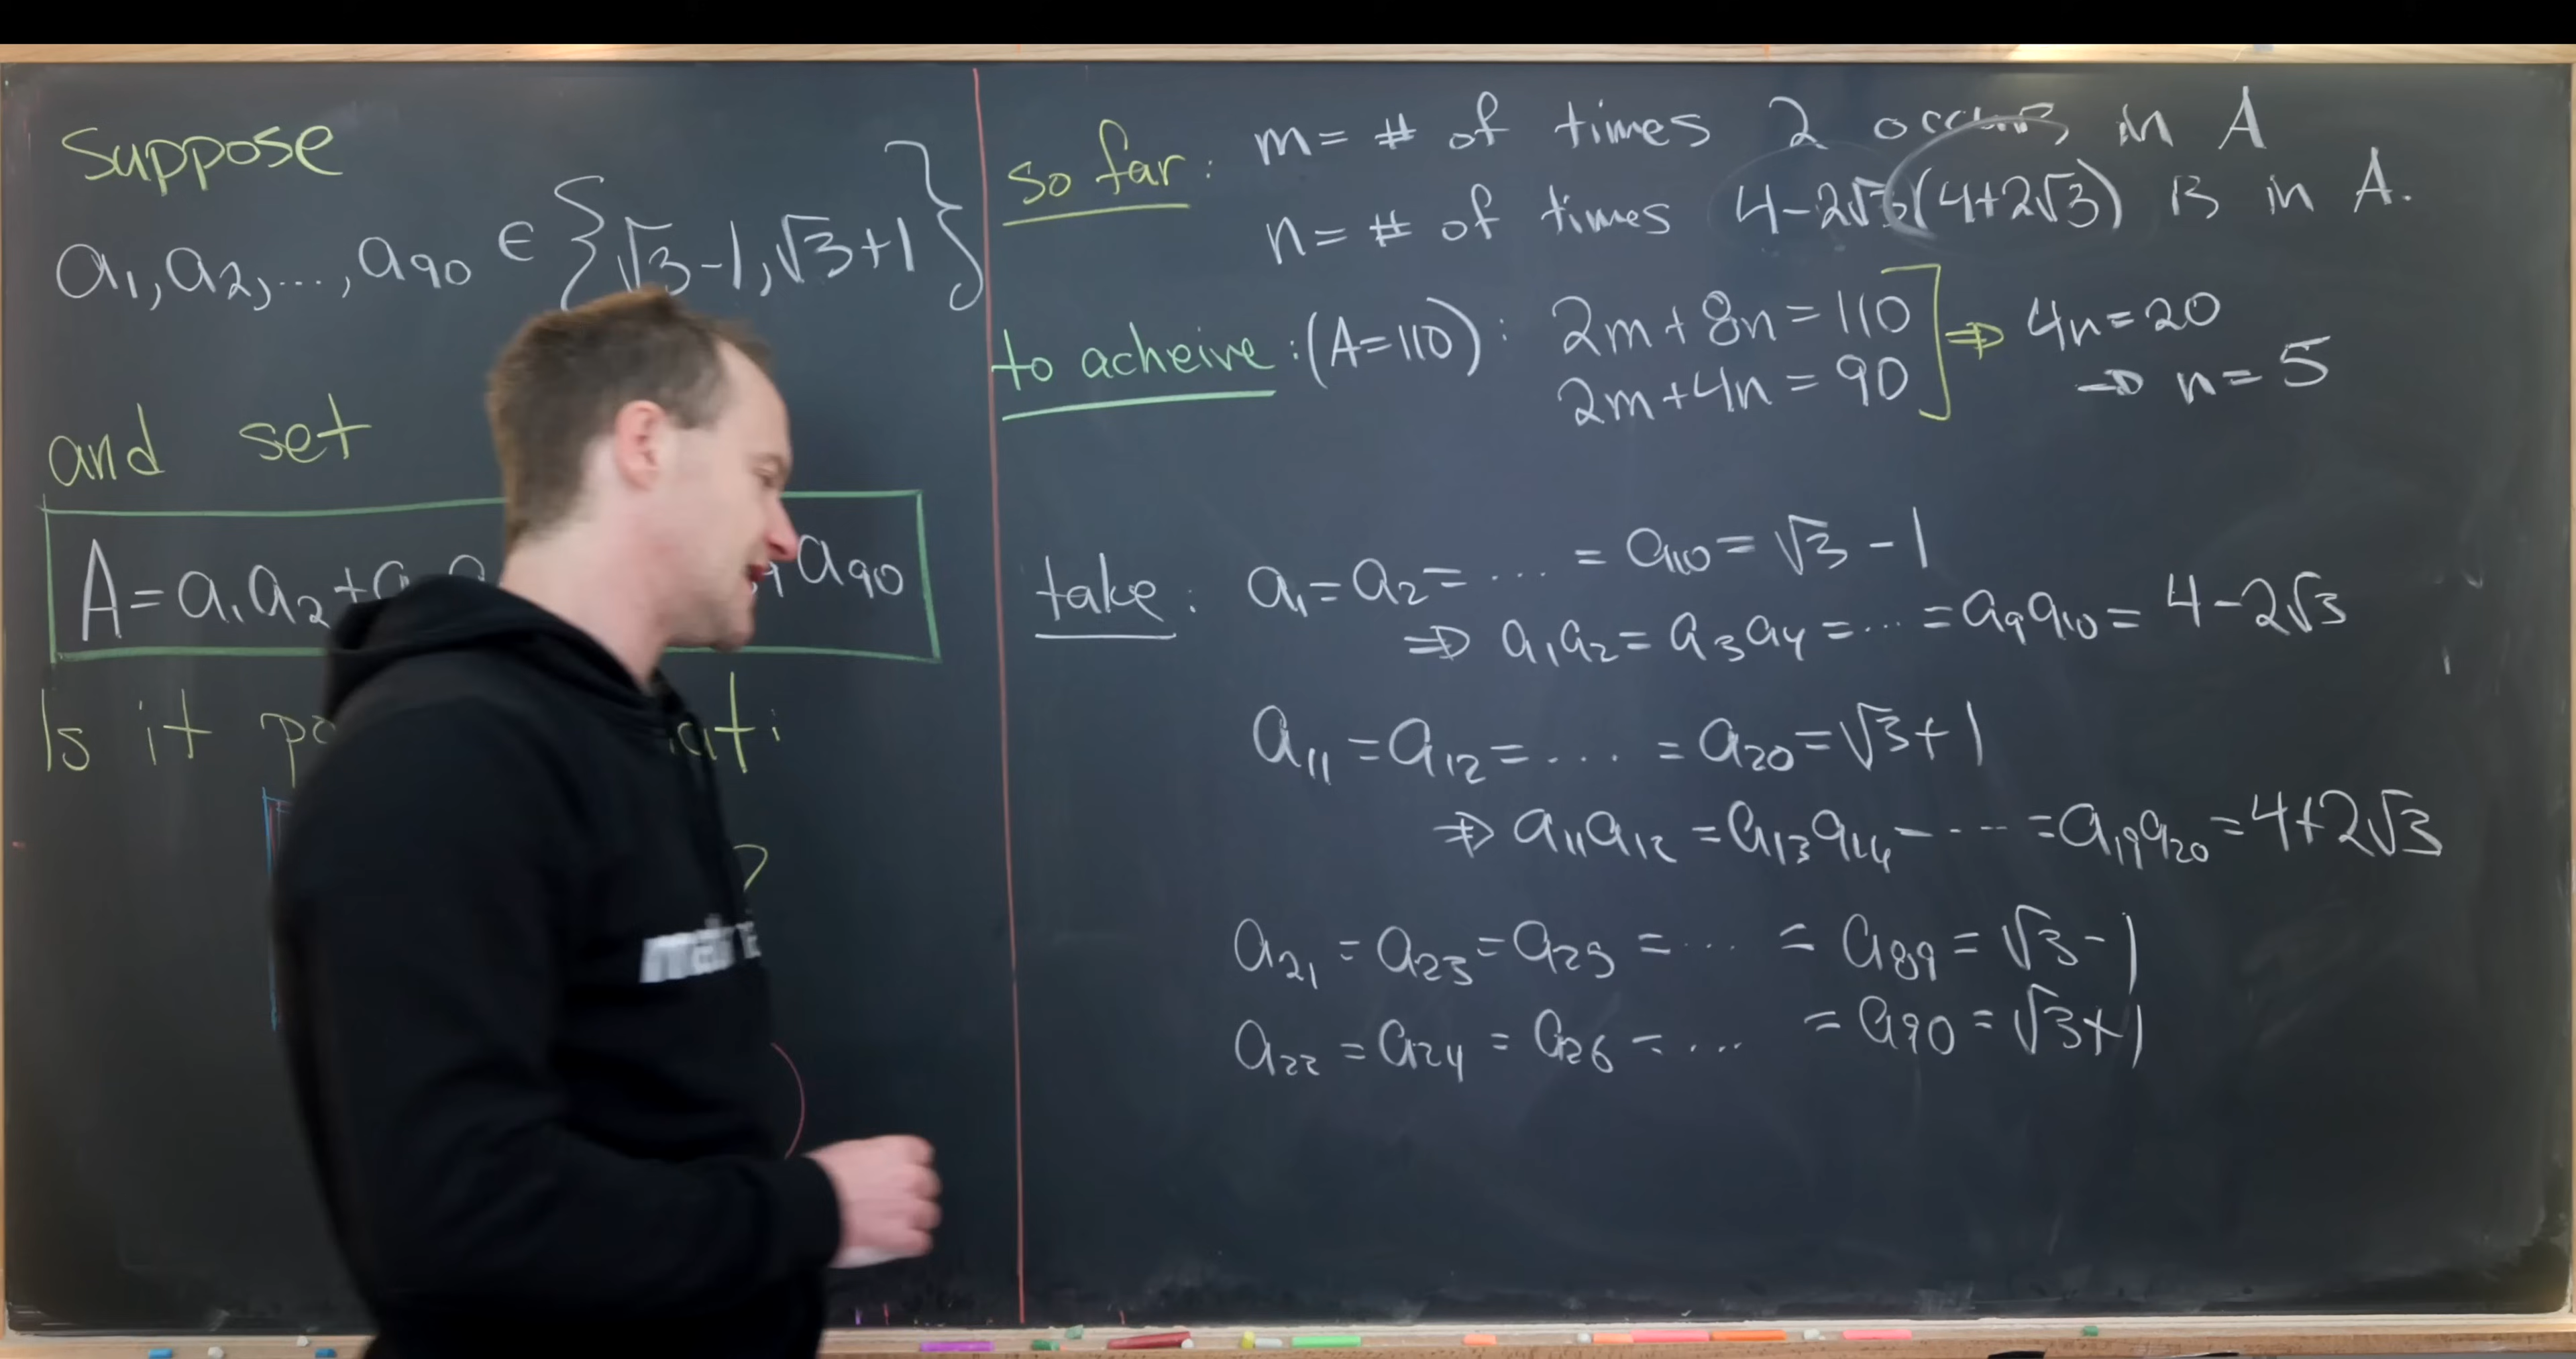 Suppose
a₁, a₂, ..., a₉₀ ∈ {√3-1, √3+1}
and set
A = a₁a₂ + a₉₀
Is it
?
So far: m = # of times 2 occurs in A
n = # of times 4-2√3 (4+2√3) is in A.
to acheive: (A=110): 2m+8n=110 ⇒ 4n=20
2m+4n=90 ⇒ n=5
take: a₁ = a₂ = .... = a₁₁₀ = √3-1
⇒ a₁a₂ = a₃a₄ = ... = a₉a₁₀ = 4-2√3
a₁₁ = a₁₂ = .... = a₂₀ = √3+1
⇒ a₁₁a₁₂ = a₁₃a₁₄ - --- = a₁₉a₂₀ = 4+2√3
a₂₁ = a₂₃ = a₂₅ = ... = a₈₉ = √3-1
a₂₂ = a₂₄ = a₂₆ = ... = a₉₀ = √3+1